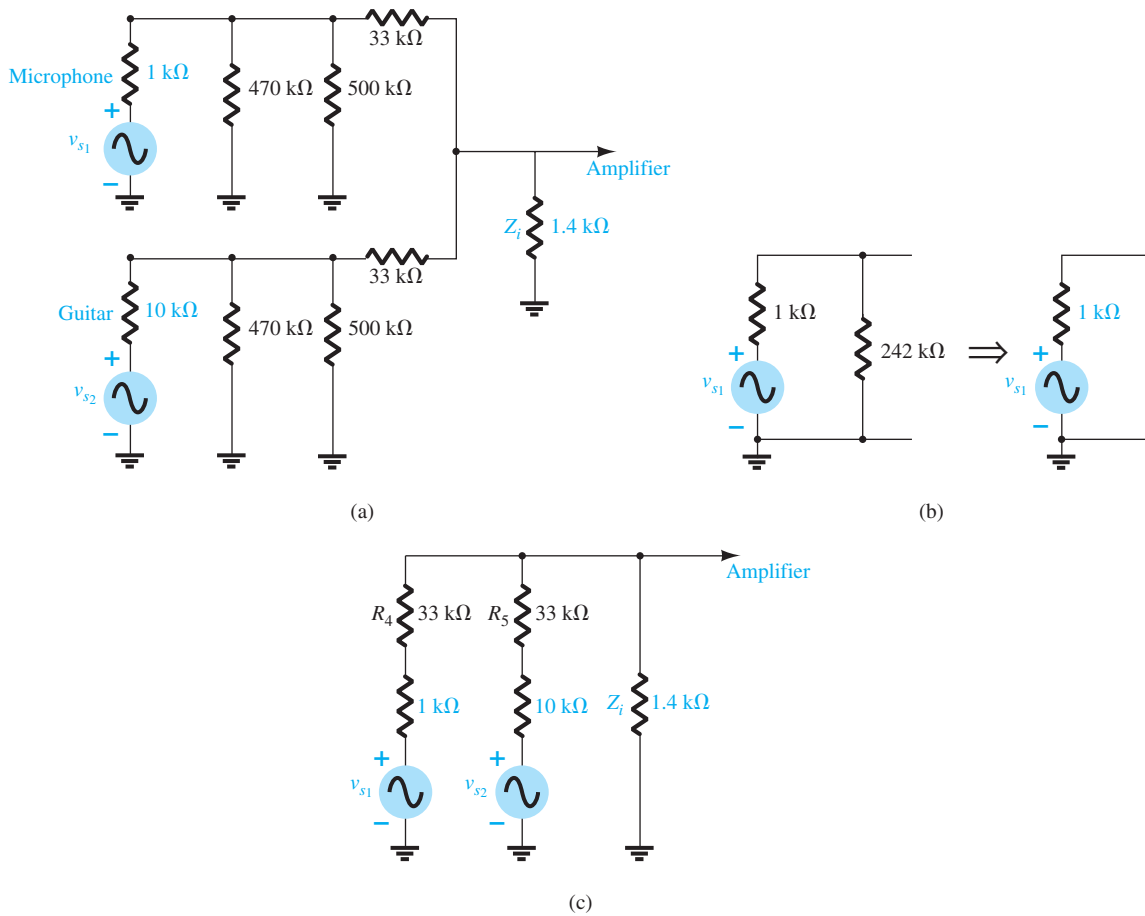 33 kΩ
Microphone
1 kΩ
470 kΩ
500 kΩ
+
vs1
−
Amplifier
Zi
1.4 kΩ
33 kΩ
Guitar
10 kΩ
470 kΩ
500 kΩ
+
vs2
−
(a)
1 kΩ
+
vs1
−
242 kΩ
⇒
1 kΩ
+
vs1
−
(b)
Amplifier
R4
33 kΩ
R5
33 kΩ
1 kΩ
10 kΩ
Zi
1.4 kΩ
+
vs1
−
+
vs2
−
(c)